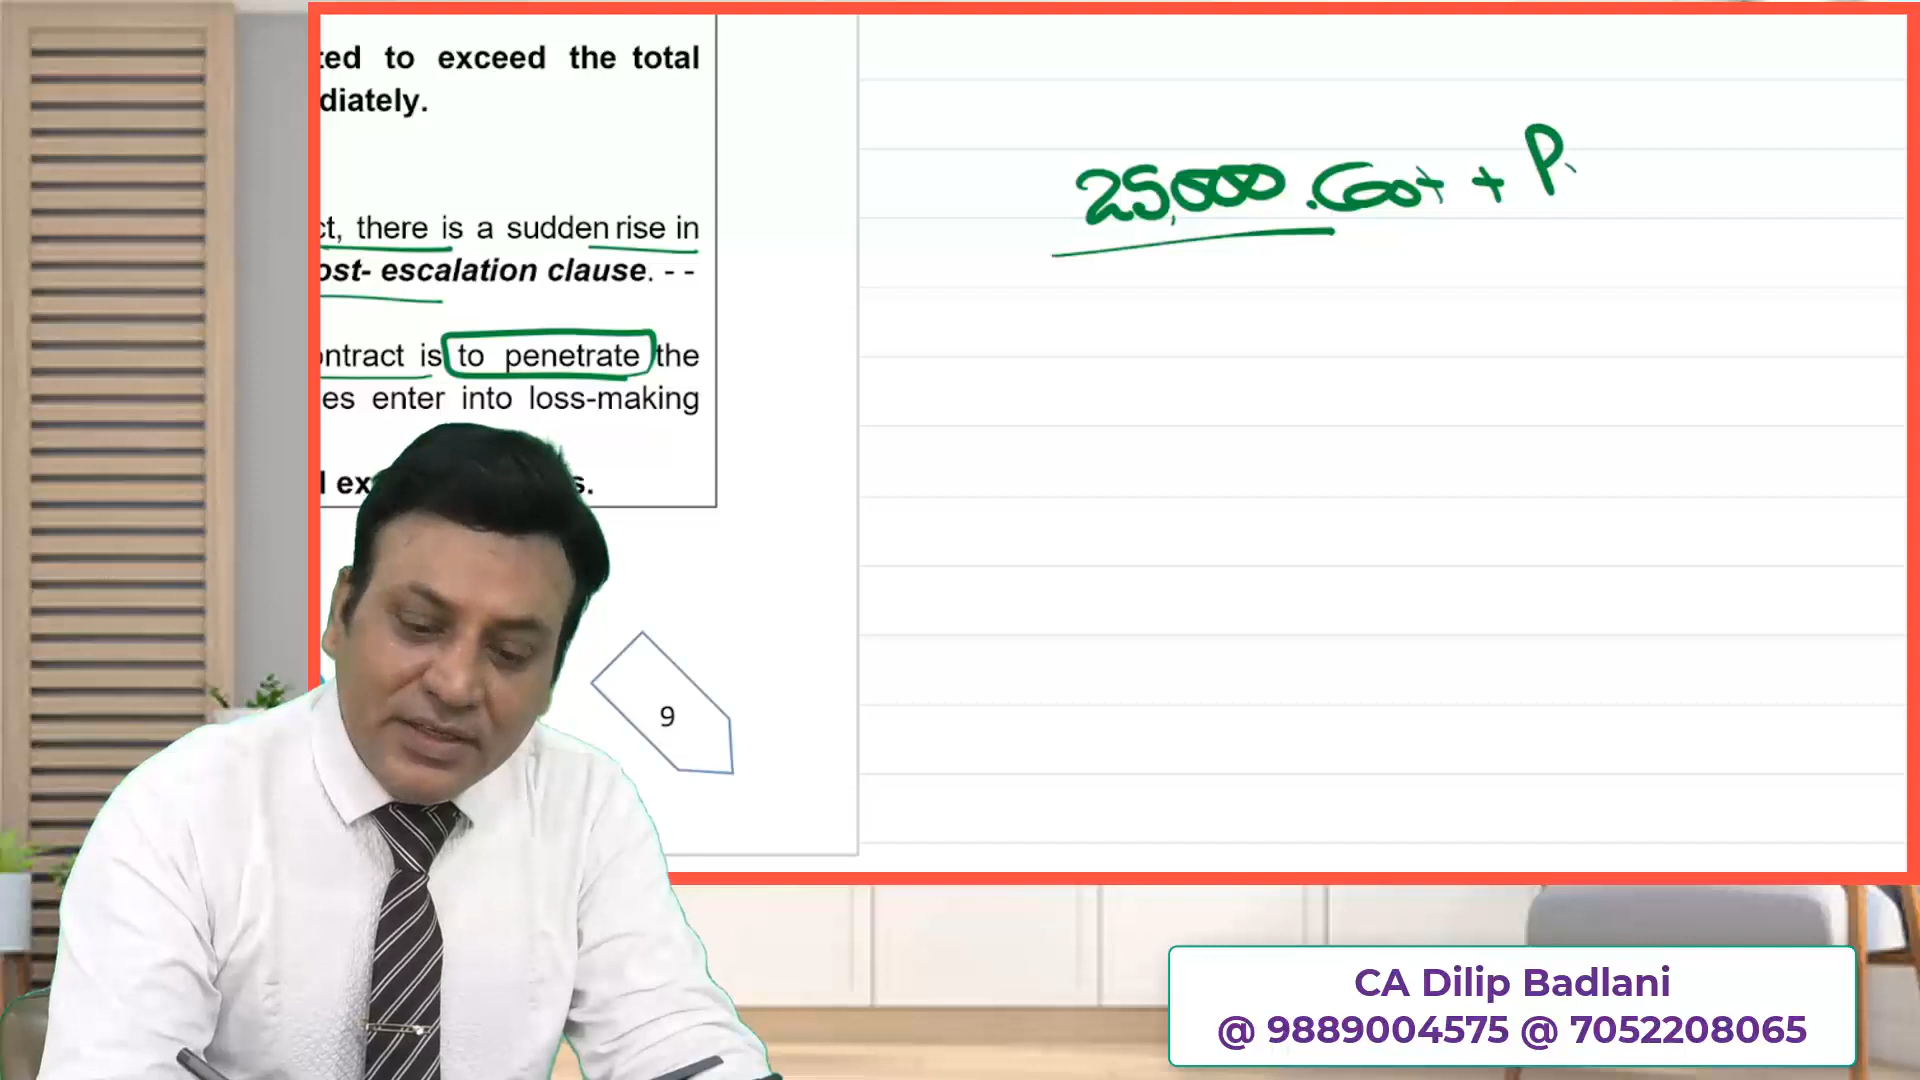 ted to exceed the total
diately.
ct, there is a sudden rise in
ost- escalation clause. - -
ontract is to penetrate the
es enter into loss-making
l ex s.
9
25,000 Cost + P
CA Dilip Badlani
@ 9889004575 @ 7052208065